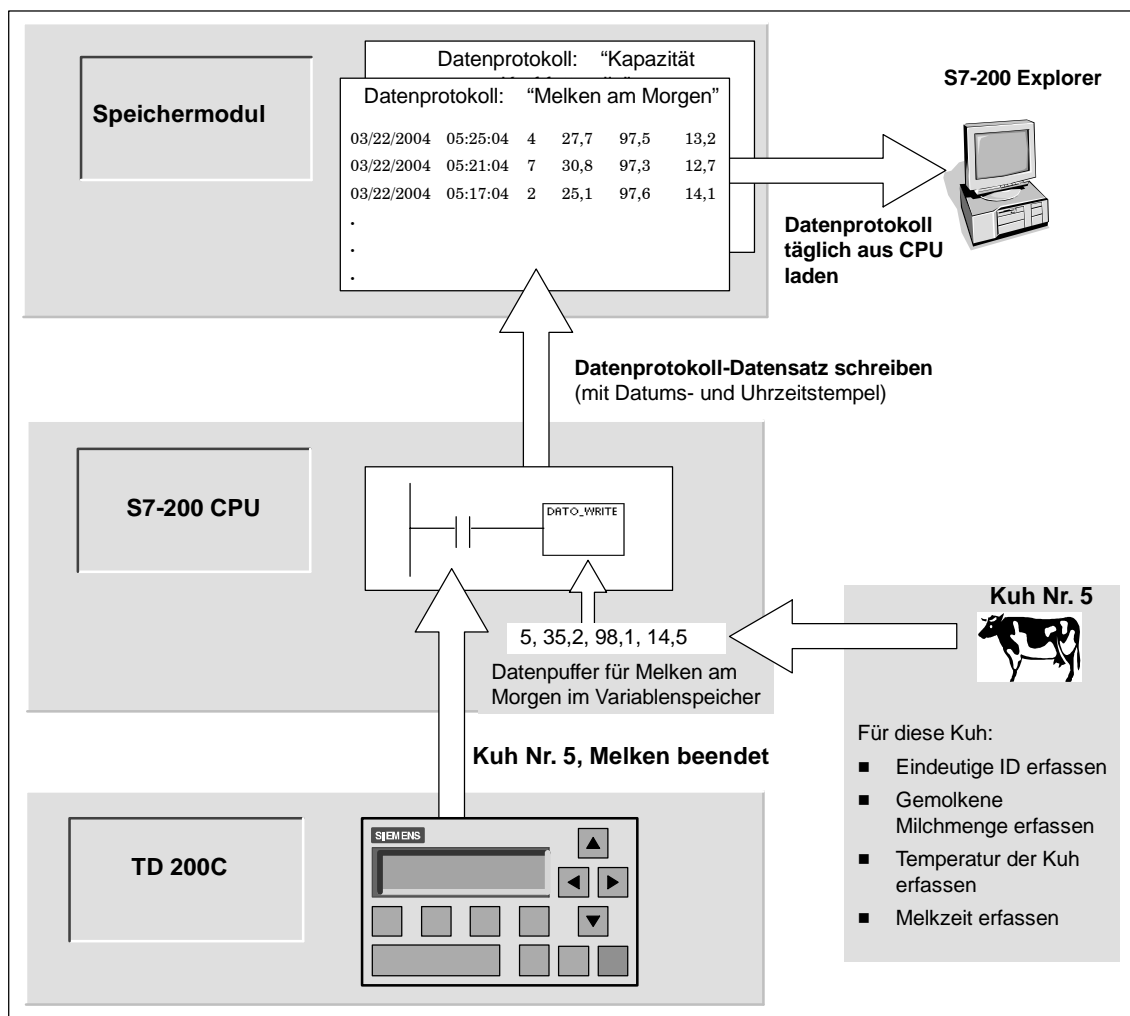 Datenprotokoll: “Kapazität
Speichermodul
Datenprotokoll: “Melken am Morgen”
03/22/2004 05:25:04 4 27,7 97,5 13,2
03/22/2004 05:21:04 7 30,8 97,3 12,7
03/22/2004 05:17:04 2 25,1 97,6 14,1
.
.
.
S7-200 Explorer
Datenprotokoll
täglich aus CPU
laden
Datenprotokoll-Datensatz schreiben
(mit Datums- und Uhrzeitstempel)
S7-200 CPU
DATO_WRITE
5, 35,2, 98,1, 14,5
Datenpuffer für Melken am
Morgen im Variablenspeicher
Kuh Nr. 5
Für diese Kuh:
■ Eindeutige ID erfassen
■ Gemolkene
Milchmenge erfassen
■ Temperatur der Kuh
erfassen
■ Melkzeit erfassen
Kuh Nr. 5, Melken beendet
TD 200C
SIEMENS